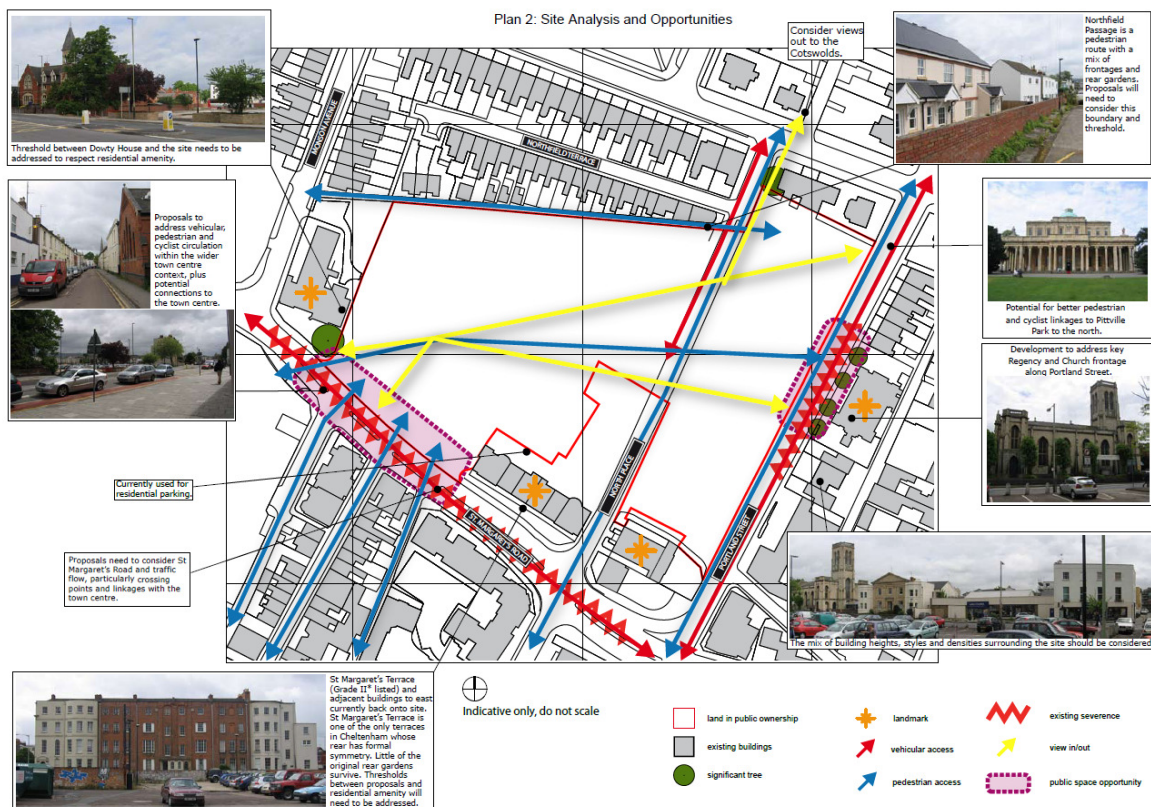 Plan 2: Site Analysis and Opportunities
Threshold between Dowty House and the site needs to be
addressed to respect residential amenity.
Consider views
out to the
Cotswolds.
Northfield
Passage is a
pedestrian
route with a
mix of
frontages and
rear gardens.
Proposals will
need to
consider this
boundary and
threshold.
MONSON AVENUE
NORTHFIELD TERRACE
Proposals to
address vehicular,
pedestrian and
cyclist circulation
within the wider
town centre
context, plus
potential
connections to
the town centre.
Potential for better pedestrian
and cyclist linkages to Pittville
Park to the north.
Development to address key
Regency and Church frontage
along Portland Street.
Currently used for
residential parking.
NORTH PLACE
PORTLAND STREET
ST. MARGARET'S ROAD
Proposals need to consider St
Margaret's Road and traffic
flow, particularly crossing
points and linkages with the
town centre.
The mix of building heights, styles and densities surrounding the site should be considered
St Margaret's Terrace
(Grade II* listed) and
adjacent buildings to east
currently back onto site.
St Margaret's Terrace is
one of the only terraces
in Cheltenham whose
rear has formal
symmetry. Little of the
original rear gardens
survive. Thresholds
between proposals and
residential amenity will
need to be addressed.
Indicative only, do not scale
land in public ownership
existing buildings
significant tree
landmark
vehicular access
pedestrian access
existing severence
view in/out
public space opportunity